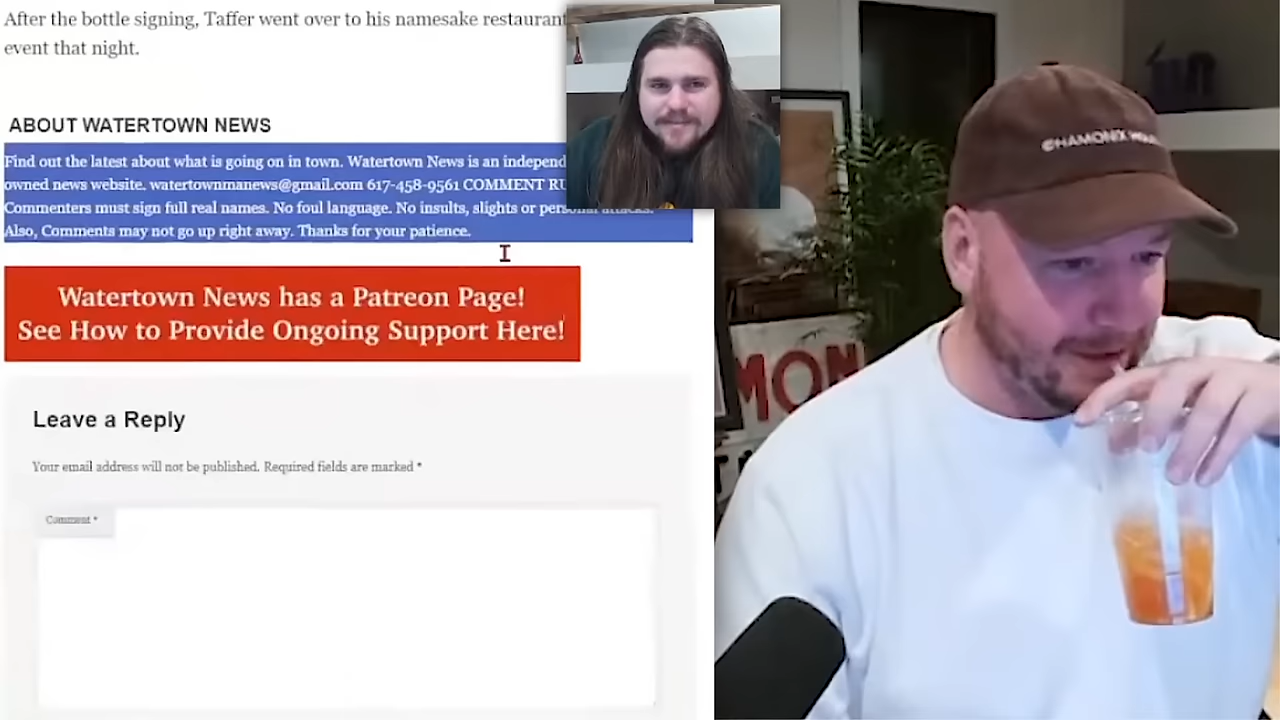 After the bottle signing, Taffer went over to his namesake restaurant
event that night.
ABOUT WATERTOWN NEWS
Find out the latest about what is going on in town. Watertown News is an
owned news website. watertownmanews@gmail.com 617-458-9561 COMMENT
Commenters must sign full real names. No foul language. No insults, slights or personal attacks.
Also, Comments may not go up right away. Thanks for your patience.
Watertown News has a Patreon Page!
See How to Provide Ongoing Support Here!
Leave a Reply
Your email address will not be published. Required fields are marked *
Comment *
CHAMONIX
MON